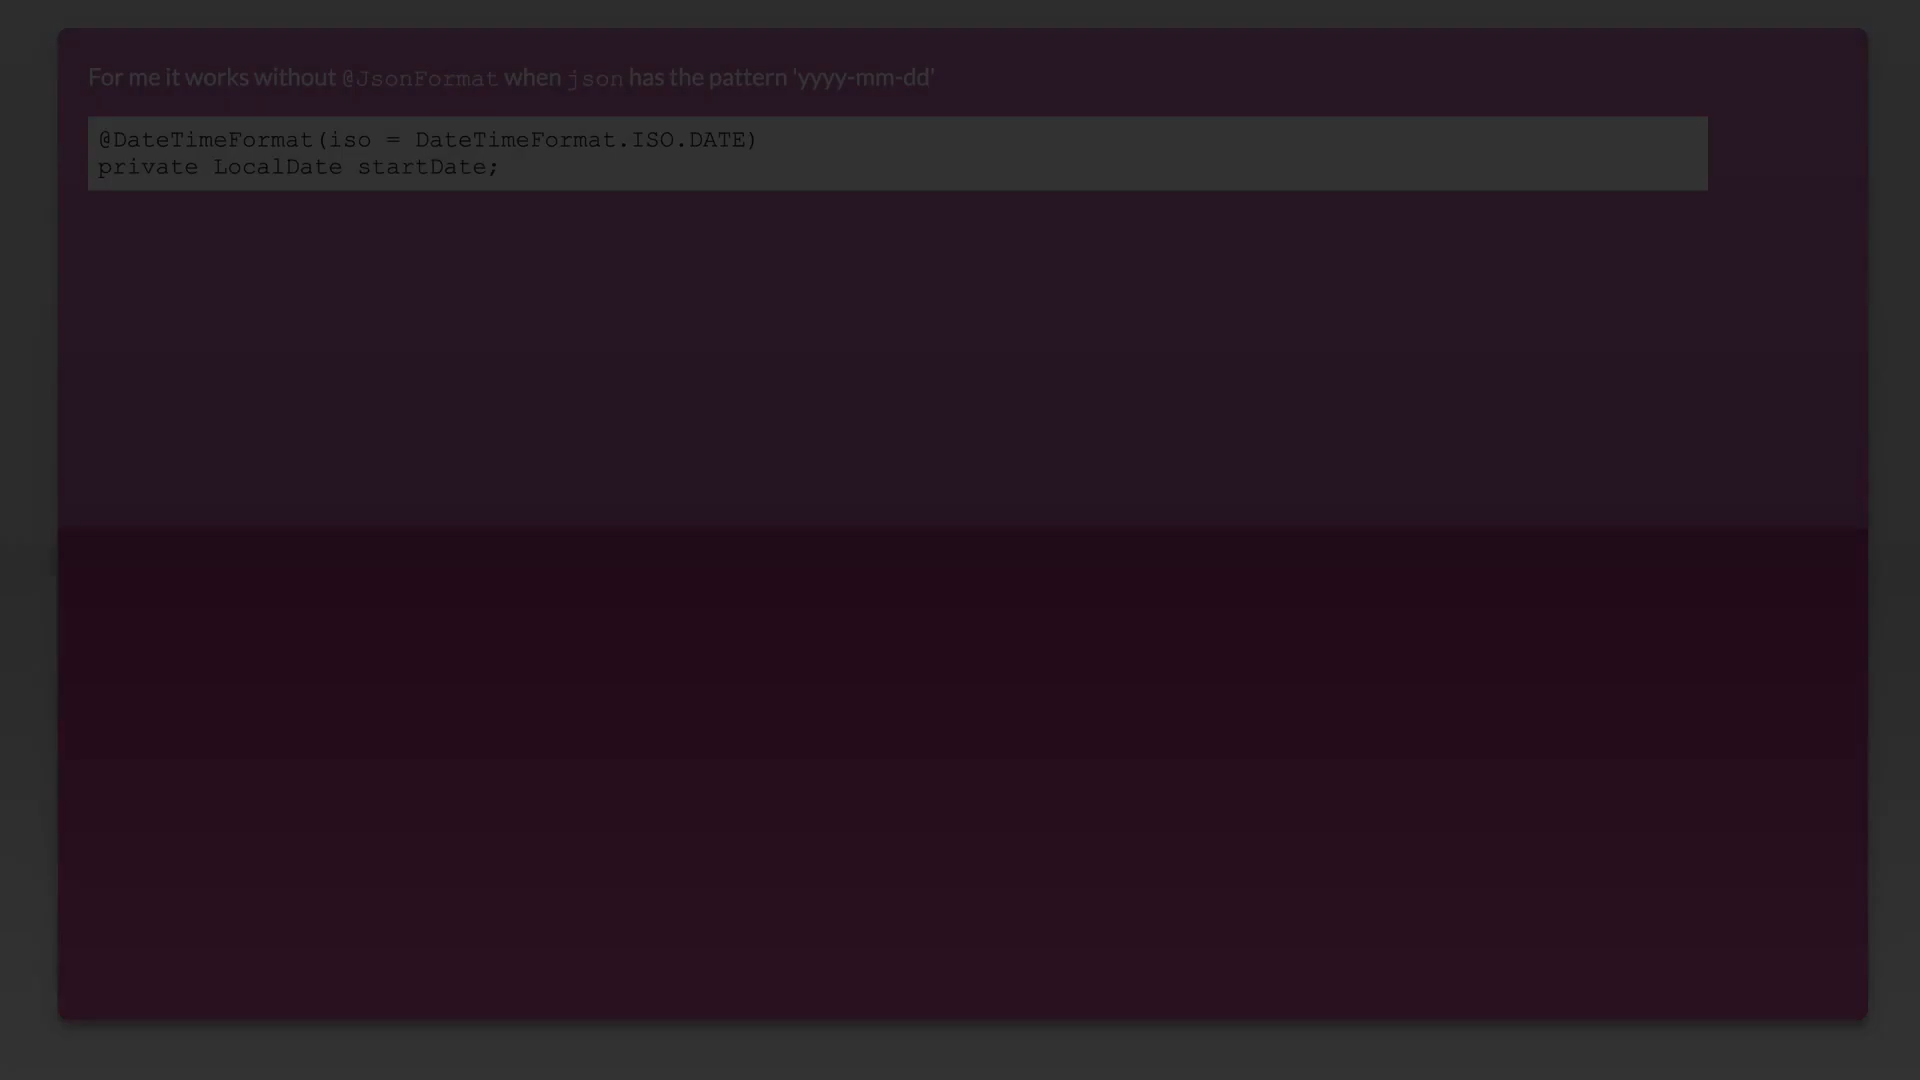 For me it works without @JsonFormat when json has the pattern 'yyyy-mm-dd'
@DateTimeFormat(iso = DateTimeFormat.ISO.DATE)
private LocalDate startDate;